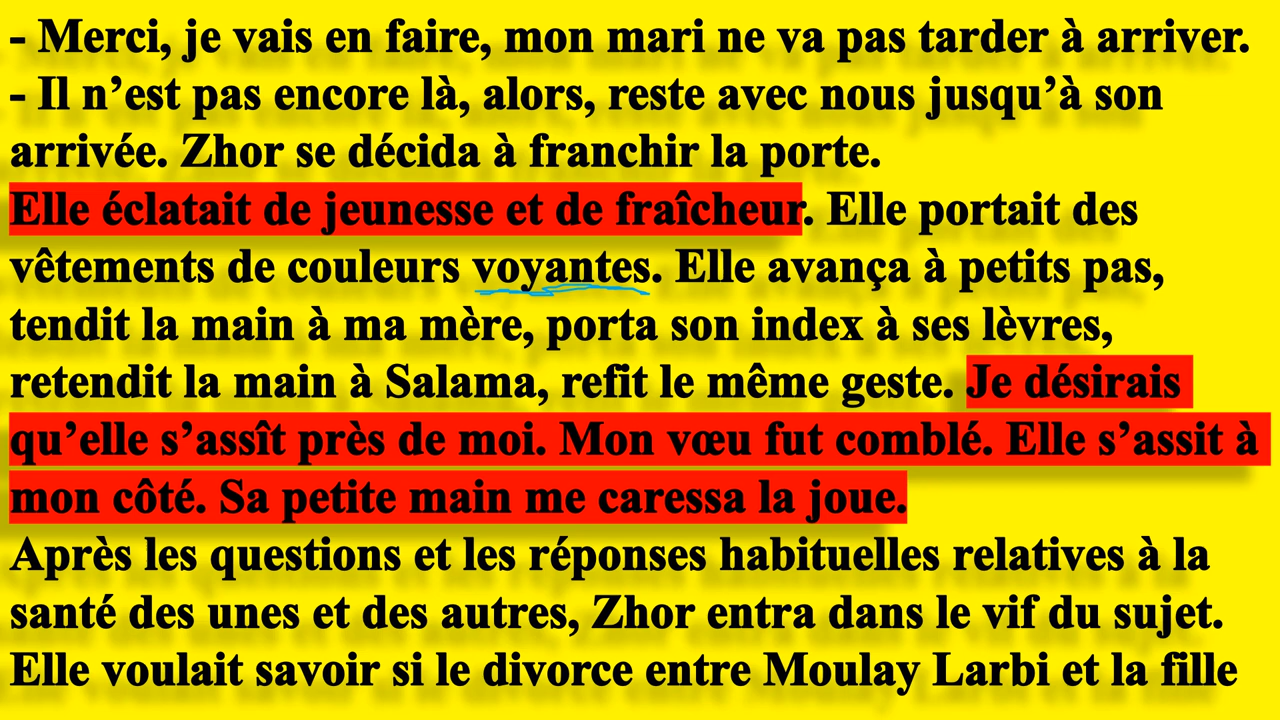 - Merci, je vais en faire, mon mari ne va pas tarder à arriver.
- Il n’est pas encore là, alors, reste avec nous jusqu’à son
arrivée. Zhor se décida à franchir la porte.
Elle éclatait de jeunesse et de fraîcheur. Elle portait des
vêtements de couleurs voyantes. Elle avança à petits pas,
tendit la main à ma mère, porta son index à ses lèvres,
retendit la main à Salama, refit le même geste. Je désirais
qu’elle s’assît près de moi. Mon vœu fut comblé. Elle s’assit à
mon côté. Sa petite main me caressa la joue.
Après les questions et les réponses habituelles relatives à la
santé des unes et des autres, Zhor entra dans le vif du sujet.
Elle voulait savoir si le divorce entre Moulay Larbi et la fille